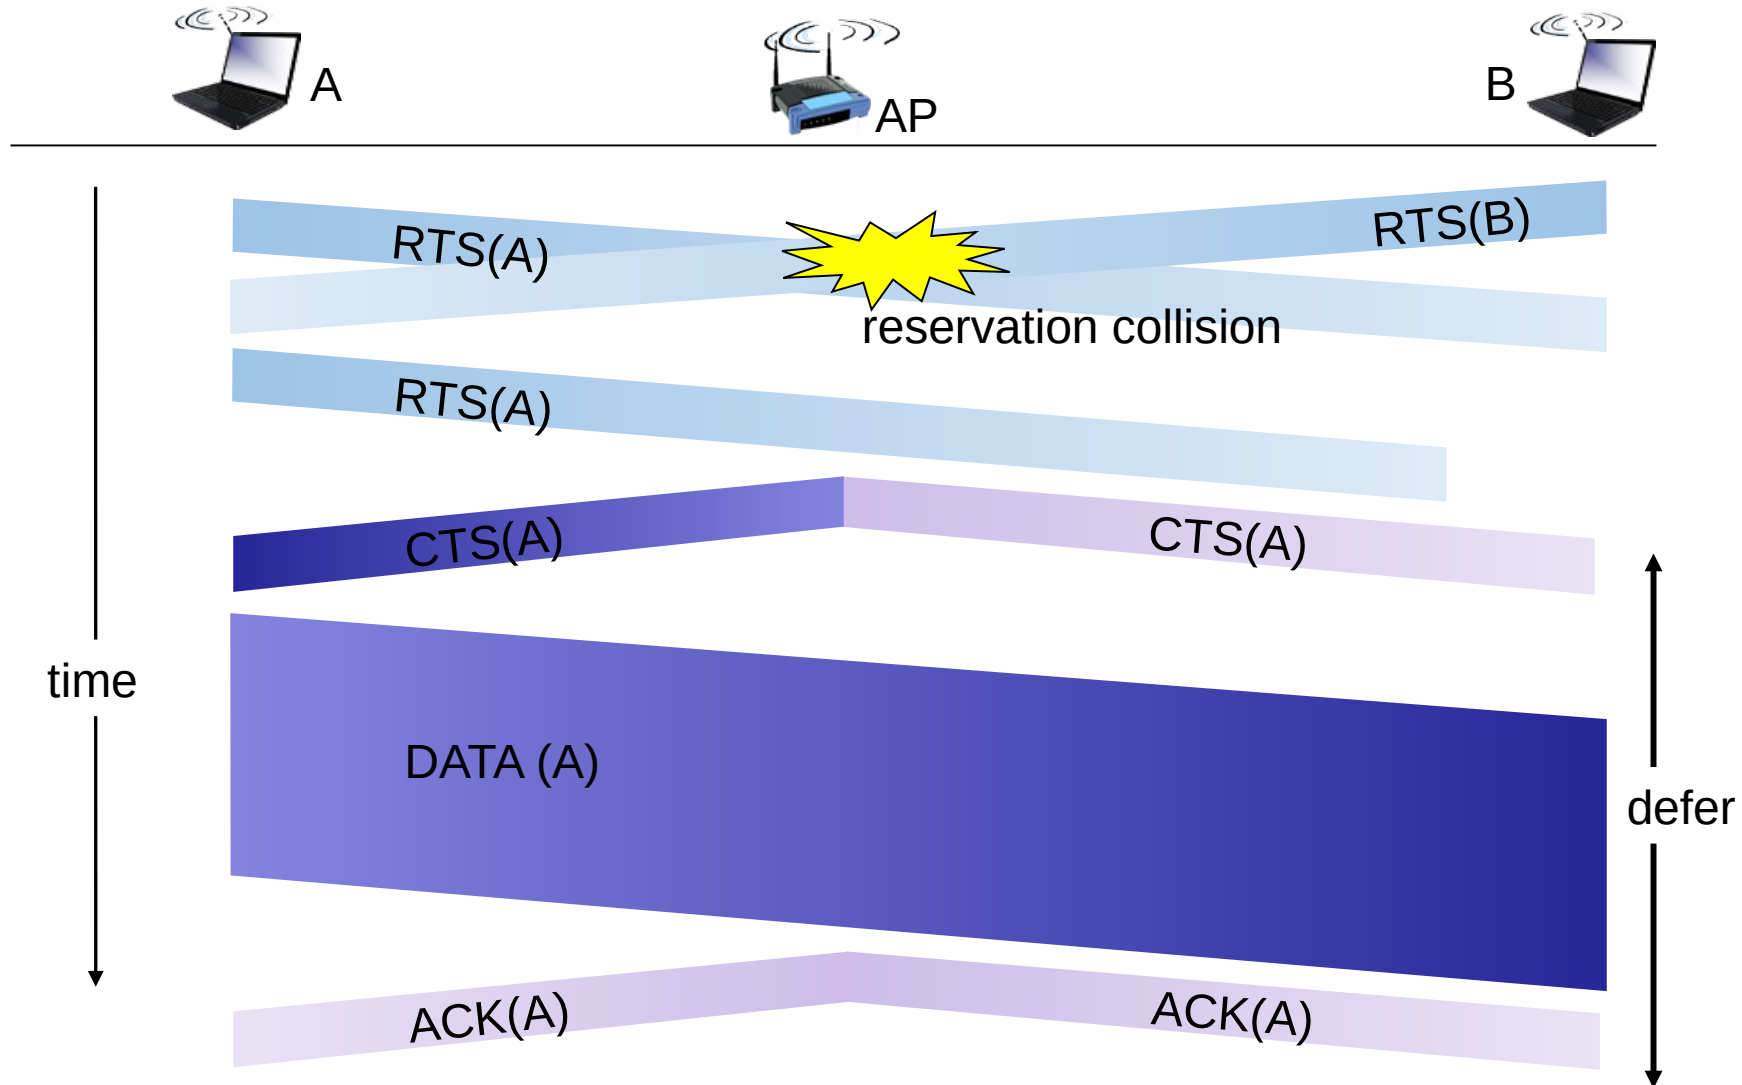 A
AP
B
RTS(A)
RTS(B)
reservation collision
RTS(A)
CTS(A)
CTS(A)
time
DATA (A)
defer
ACK(A)
ACK(A)